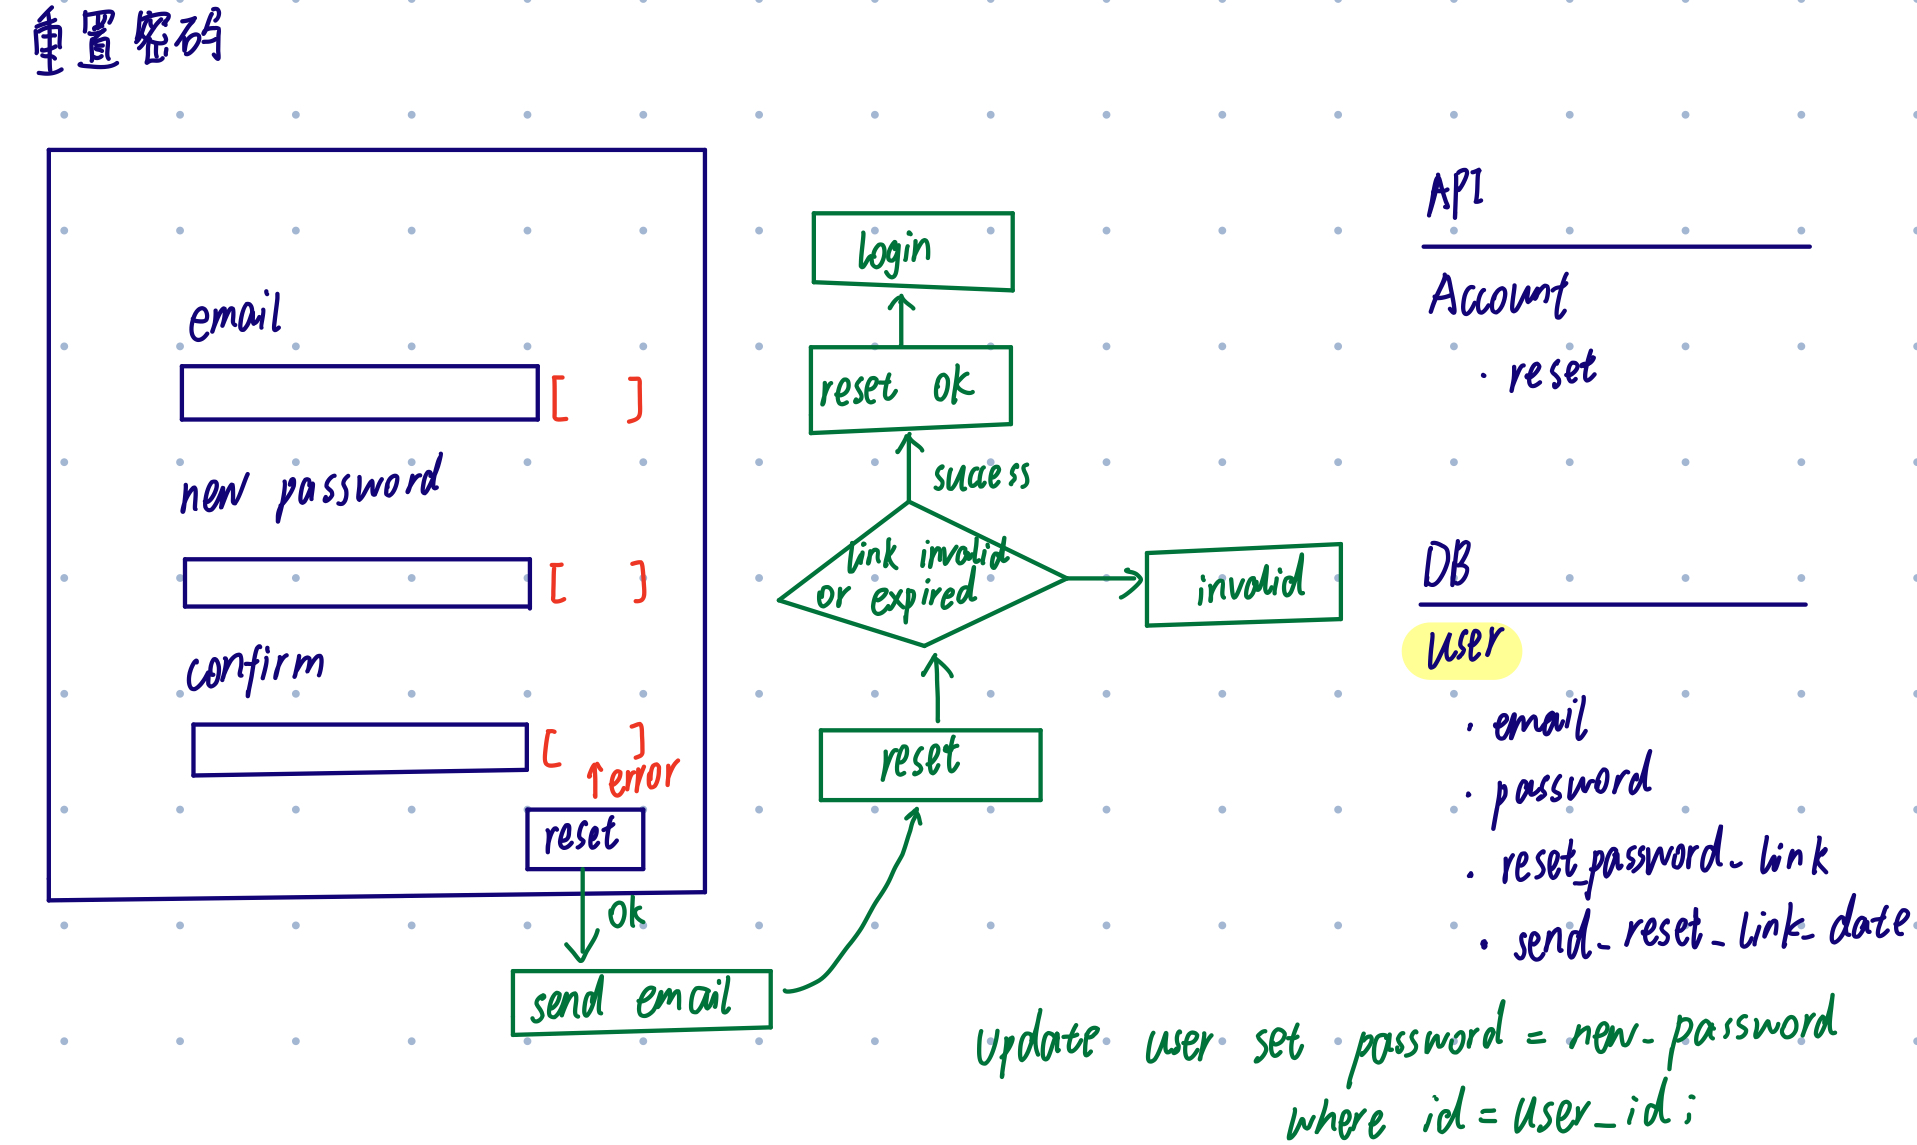 重置密码
email
[ ]
new password
[ ]
confirm
[ ]
↑ error
reset
ok
send email
login
reset ok
success
link invalid
or expired
invalid
reset
API
Account
· reset
DB
user
· email
· password
· reset_password_link
· send_reset_link_date
Update user set password = new_password
where id = user_id;